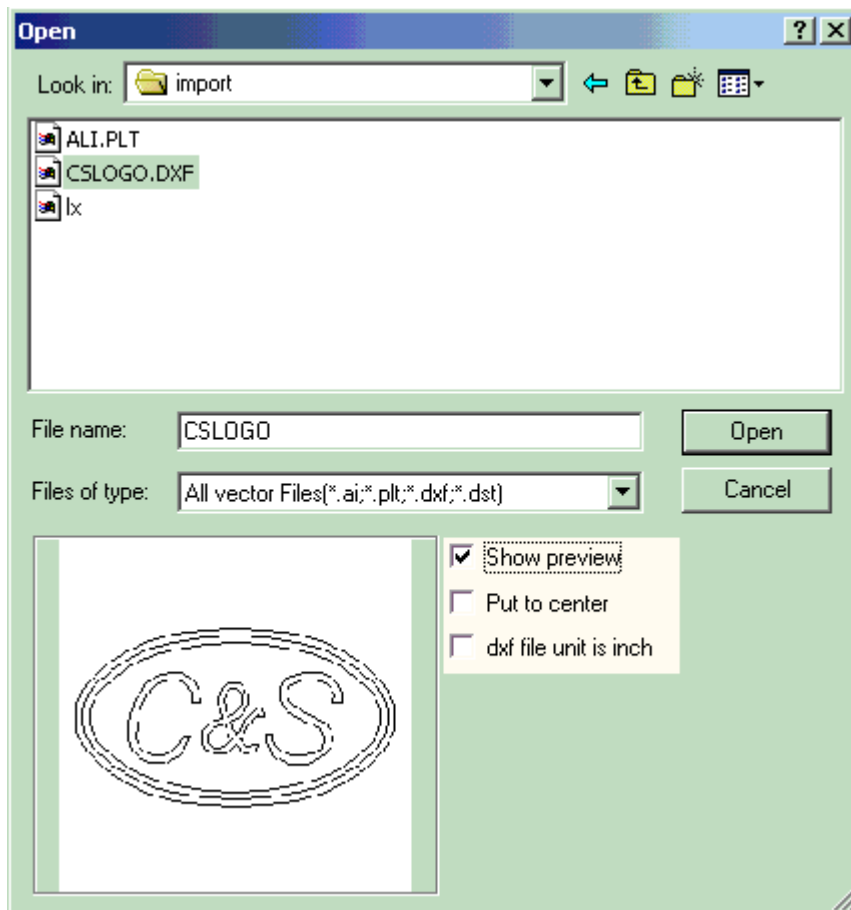 Open
Look in: import
ALI.PLT
CSLOGO.DXF
lx
File name: CSLOGO Open
Files of type: All vector Files(*.ai;*.plt;*.dxf;*.dst) Cancel
Show preview
Put to center
dxf file unit is inch
C&S